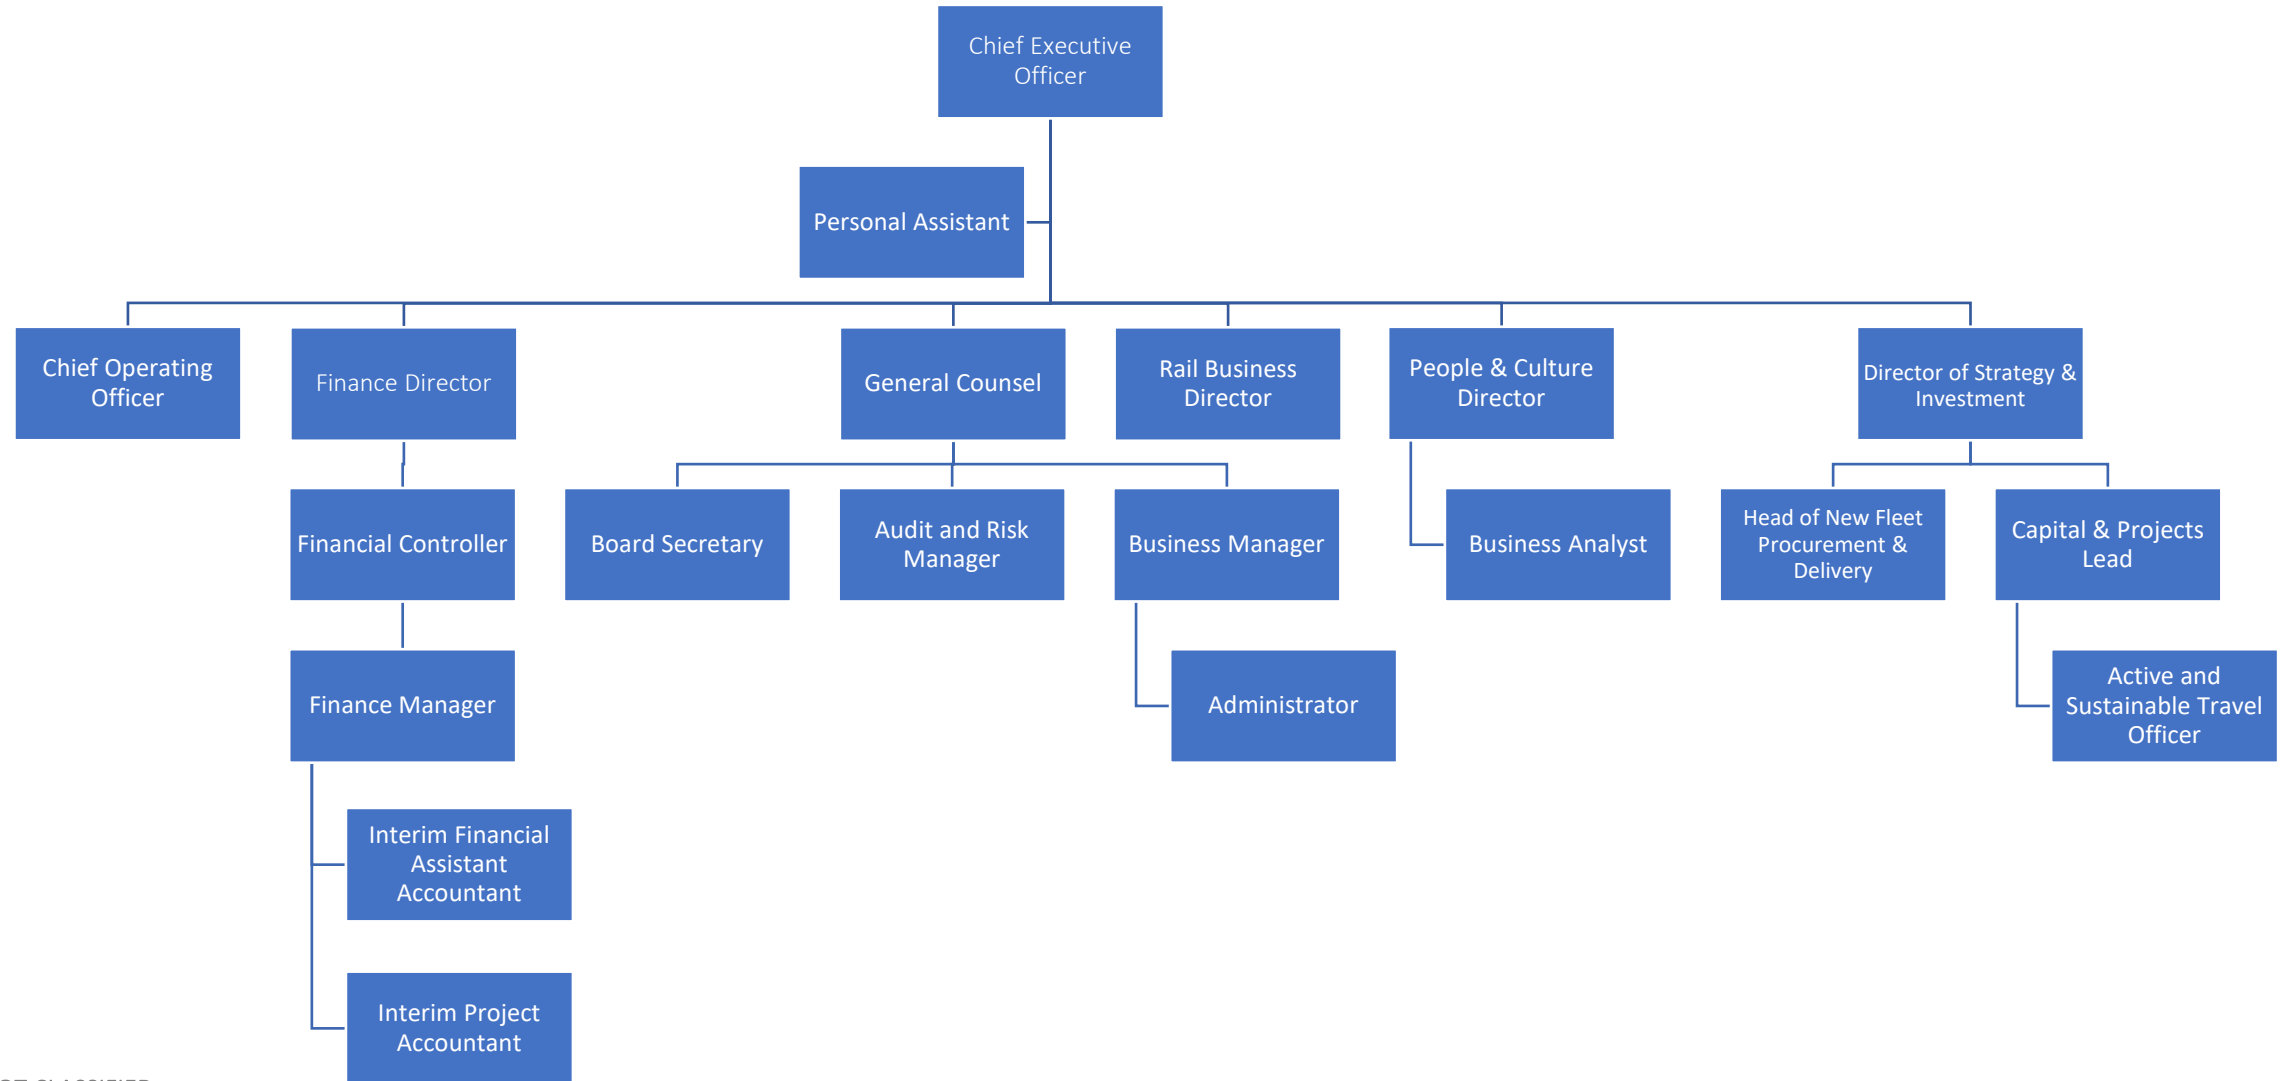 Chief Executive
Officer
Personal Assistant
Chief Operating
Officer
Finance Director
General Counsel
Rail Business
Director
People & Culture
Director
Director of Strategy &
Investment
Financial Controller
Board Secretary
Audit and Risk
Manager
Business Manager
Business Analyst
Head of New Fleet
Procurement &
Delivery
Capital & Projects
Lead
Finance Manager
Administrator
Active and
Sustainable Travel
Officer
Interim Financial
Assistant
Accountant
Interim Project
Accountant